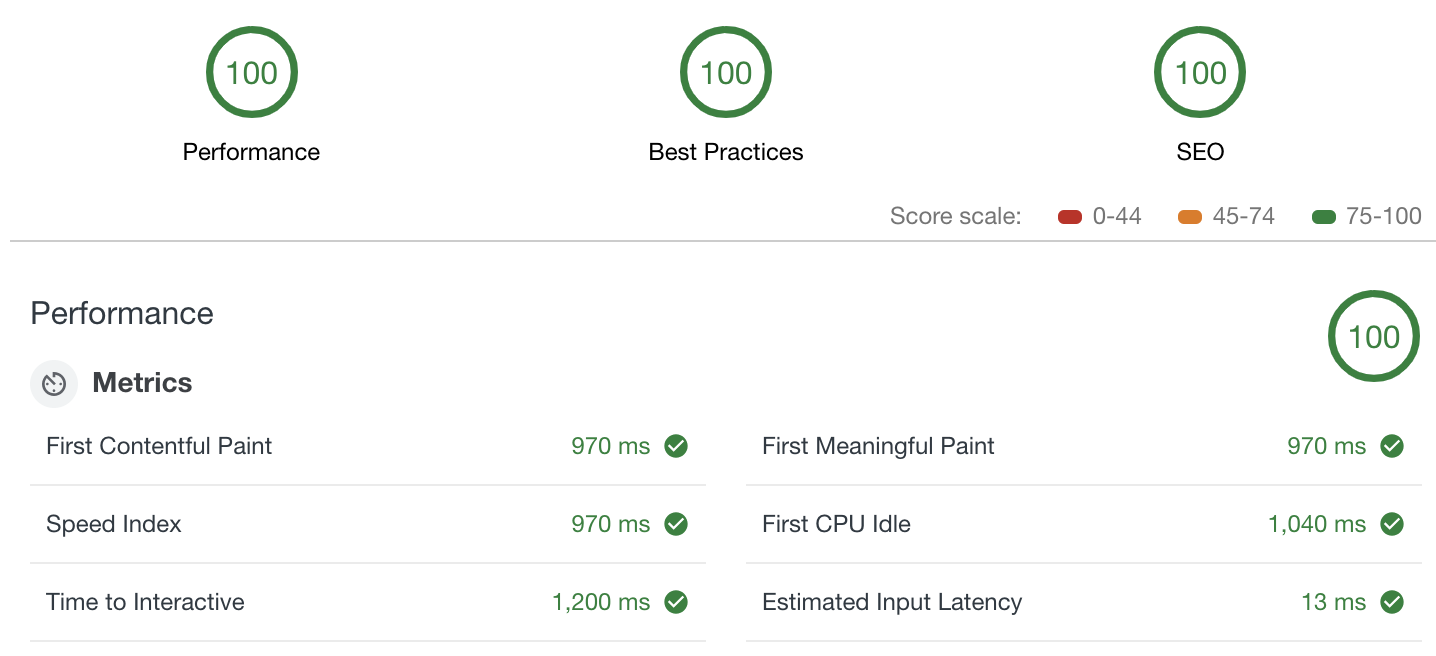 100 100 100
Performance Best Practices SEO
Score scale: 0-44 45-74 75-100
Performance 100
Metrics
First Contentful Paint 970 ms First Meaningful Paint 970 ms
Speed Index 970 ms First CPU Idle 1,040 ms
Time to Interactive 1,200 ms Estimated Input Latency 13 ms